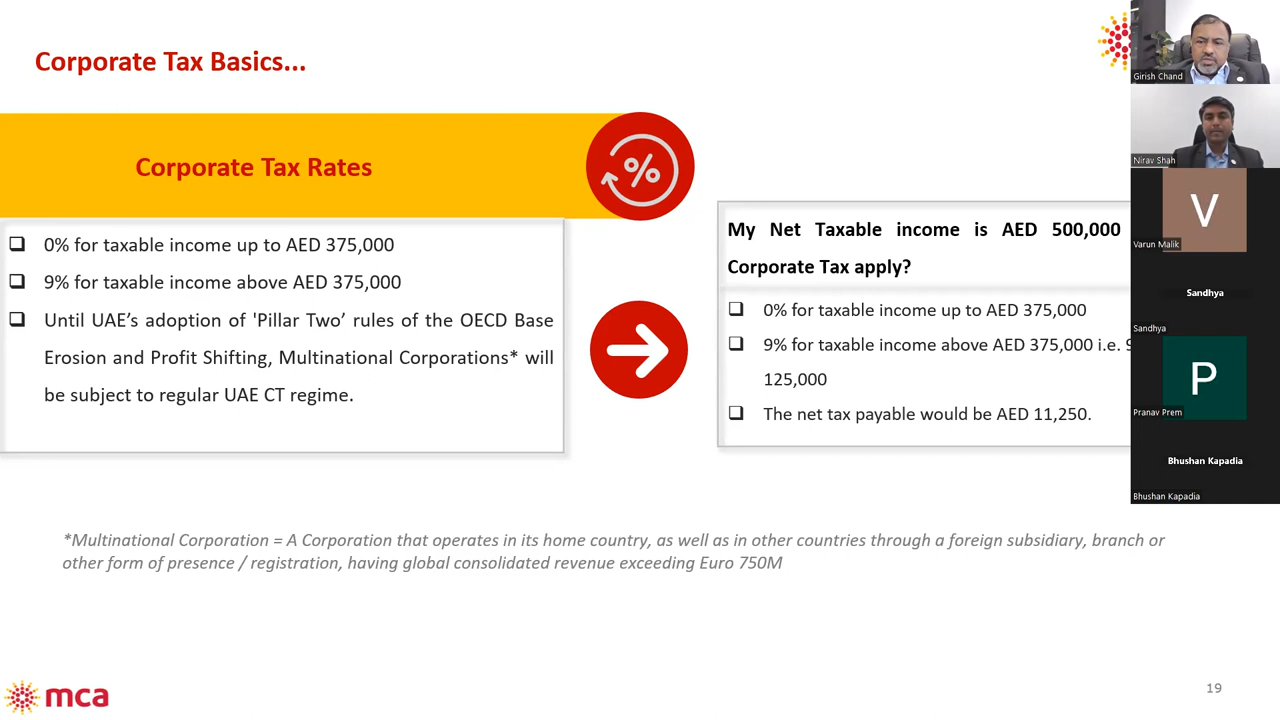 Corporate Tax Basics...
Corporate Tax Rates
%
❑ 0% for taxable income up to AED 375,000
❑ 9% for taxable income above AED 375,000
❑ Until UAE’s adoption of 'Pillar Two’ rules of the OECD Base
Erosion and Profit Shifting, Multinational Corporations* will
be subject to regular UAE CT regime.
My Net Taxable income is AED 500,000
Corporate Tax apply?
❑ 0% for taxable income up to AED 375,000
❑ 9% for taxable income above AED 375,000 i.e.
125,000
❑ The net tax payable would be AED 11,250.
*Multinational Corporation = A Corporation that operates in its home country, as well as in other countries through a foreign subsidiary, branch or
other form of presence / registration, having global consolidated revenue exceeding Euro 750M
mca
19
Girish Chand
Nirav Shah
V
Varun Malik
Sandhya
Sandhya
P
Pranav Prem
Bhushan Kapadia
Bhushan Kapadia